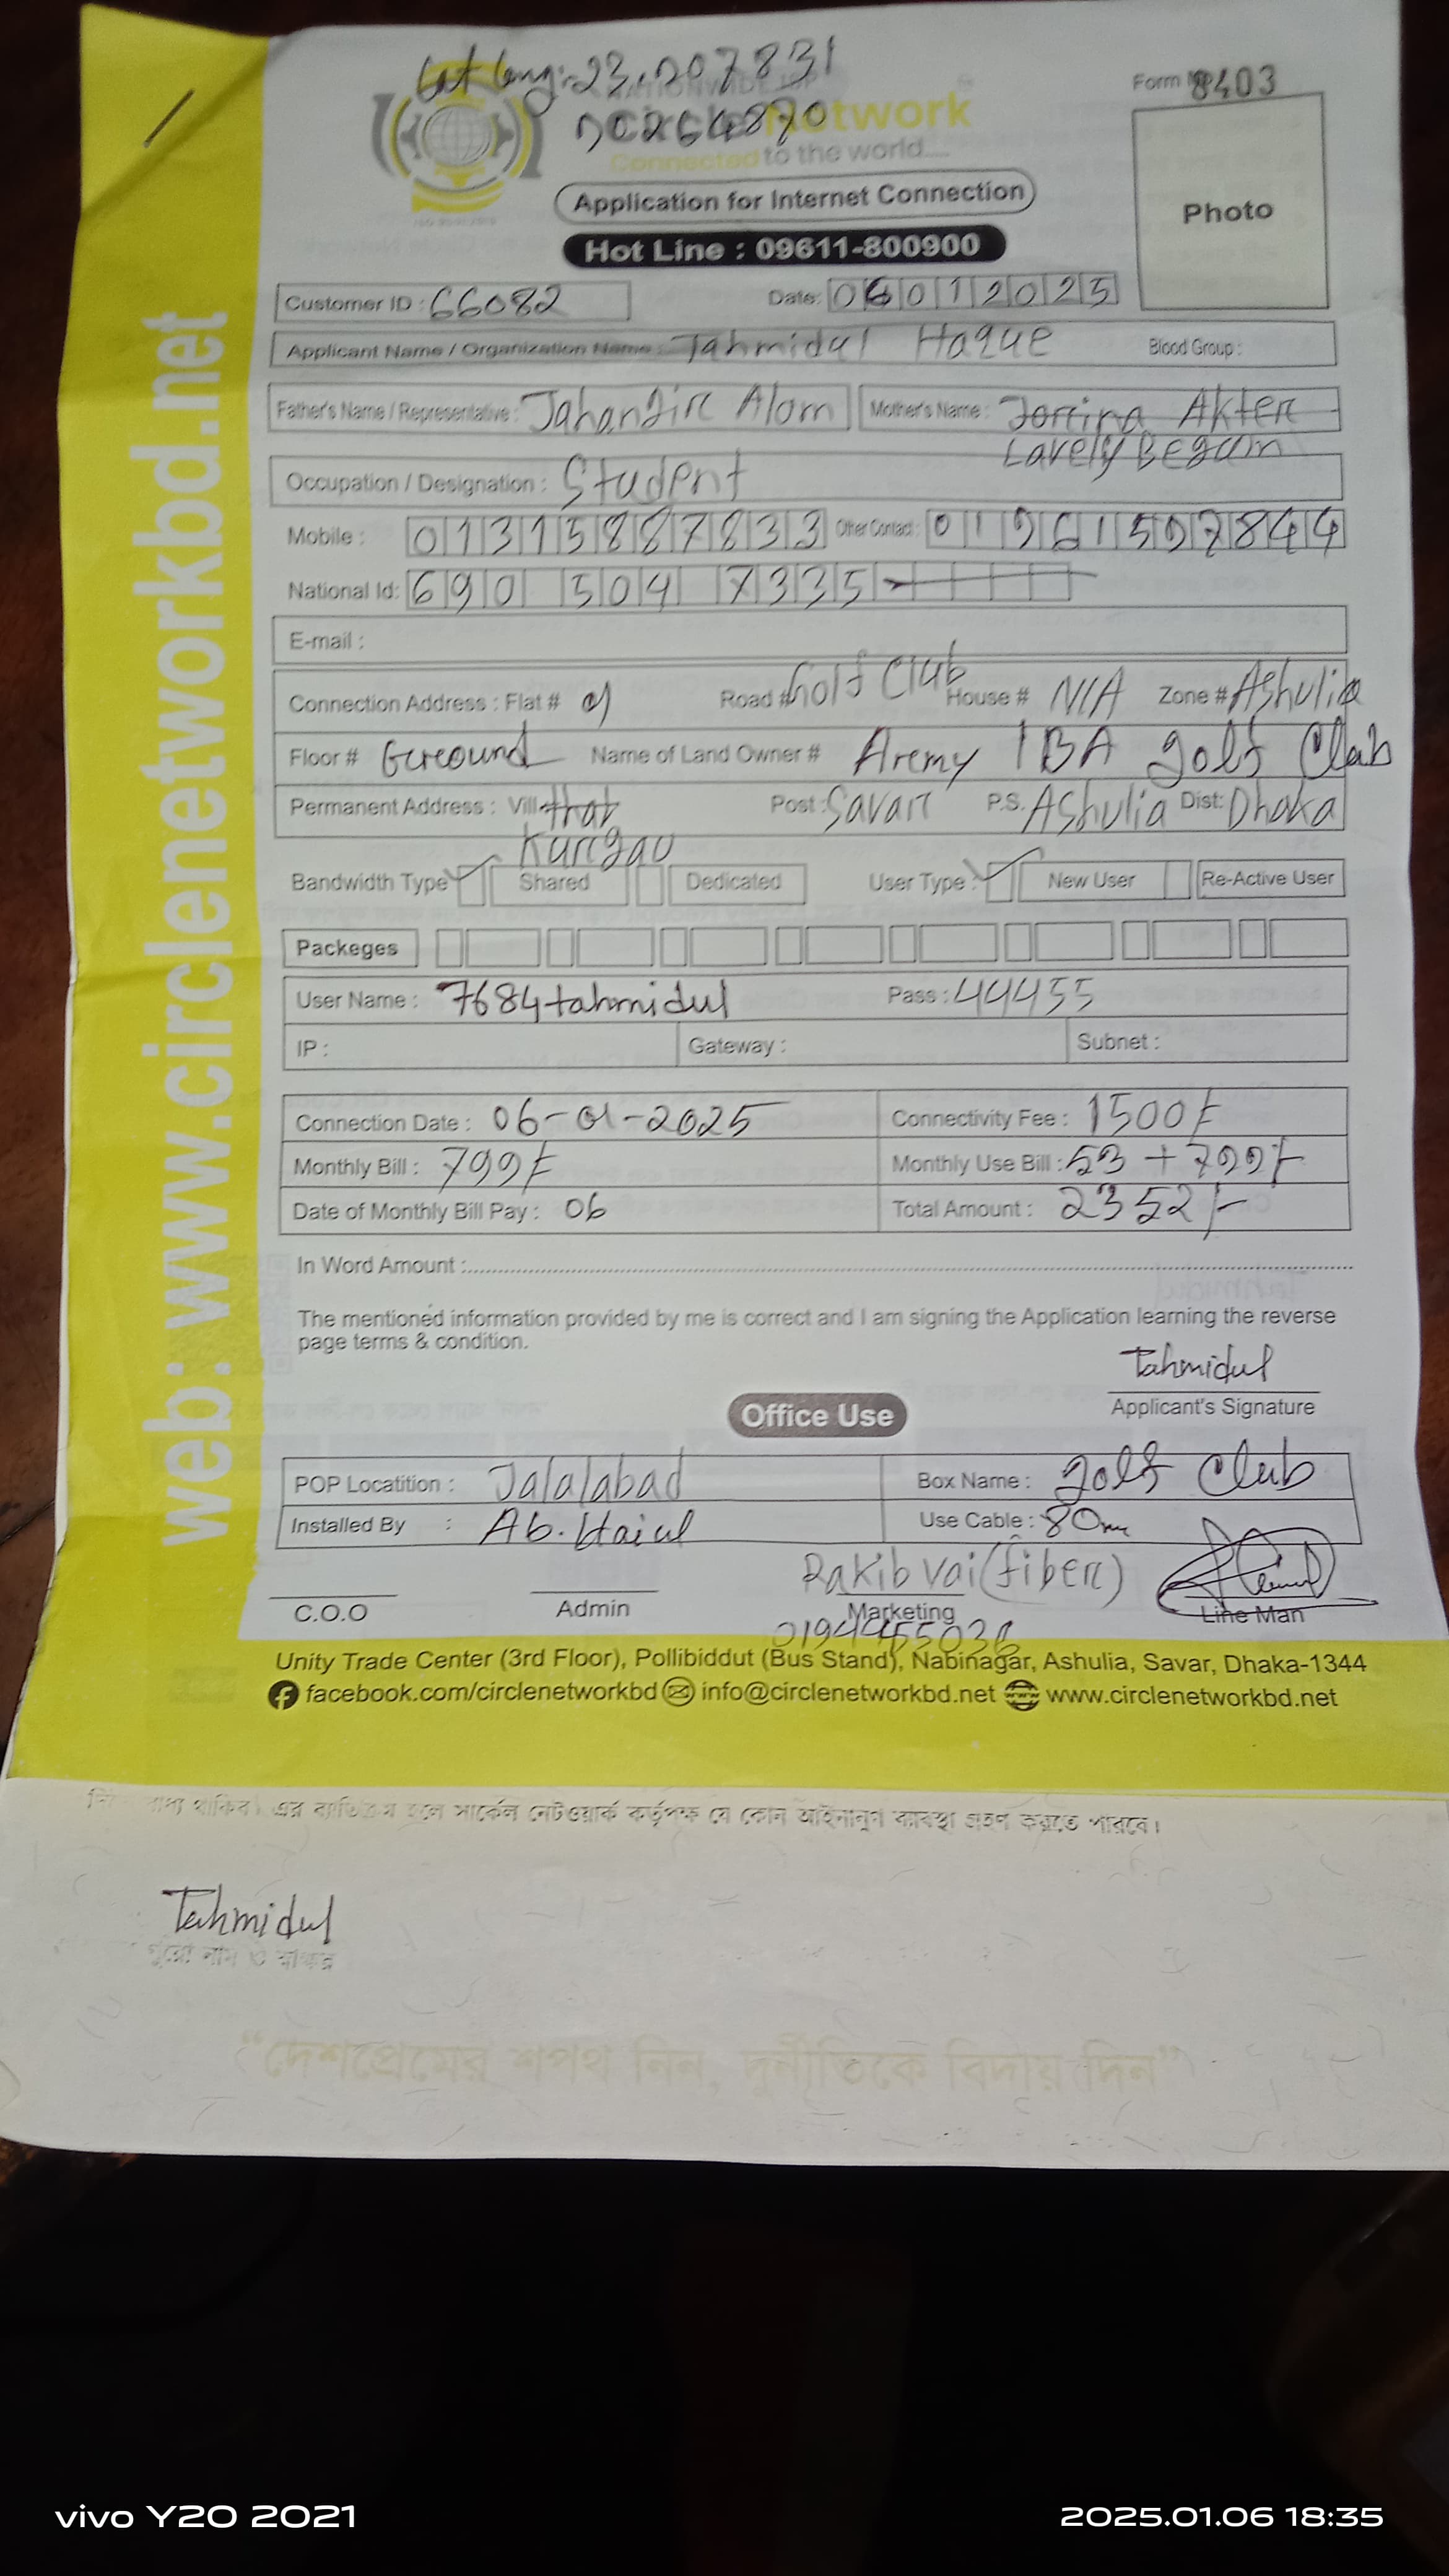 Lat Long:-23.207831
90264890
NATIONWIDE ISP
Circle Network
Connected to the world....
Form No 8403
Photo
Application for Internet Connection
Hot Line : 09611-800900
Customer ID : 66082 Date: 06012025
Applicant Name / Organization Name : Tahmidul Haque Blood Group :
Father's Name / Representative : Jahangir Alom Mother's Name : Akter
Lavely Begum
Occupation / Designation : Student
Mobile : 01315887833 Other Contact : 01961597844
National Id: 690 504 7335
E-mail :
Connection Address : Flat # 01 Road # Golf Club House # N/A Zone # Ashulia
Floor # Ground Name of Land Owner # Army IBA golf Club
Permanent Address : Vill- That Post : Savar P.S. Ashulia Dist: Dhaka
Kurigau
Bandwidth Type Shared Dedicated User Type : New User Re-Active User
Packeges
User Name : 7684tahmidul Pass : 44455
IP : Gateway : Subnet :
Connection Date : 06-01-2025 Connectivity Fee : 1500/-
Monthly Bill : 799/- Monthly Use Bill : 53 + 799/-
Date of Monthly Bill Pay : 06 Total Amount : 2352/-
In Word Amount :
The mentioned information provided by me is correct and I am signing the Application learning the reverse
page terms & condition.
Tahmidul
Applicant's Signature
Office Use
POP Locatition : Jalalabad Box Name : golf Club
Installed By : Ab. Haiul Use Cable : 80m
Rakib Vai (fiber)
C.O.O Admin Marketing Line Man
01944455036
Unity Trade Center (3rd Floor), Pollibiddut (Bus Stand), Nabinagar, Ashulia, Savar, Dhaka-1344
facebook.com/circlenetworkbd info@circlenetworkbd.net www.circlenetworkbd.net
web: www.circlenetworkbd.net
থাকিব। এর ব্যতিক্রম হলে সার্কেল নেটওয়ার্ক কর্তৃপক্ষ যে কোন আইনানুগ ব্যবস্থা গ্রহণ করতে পারবে।
Tahmidul
পুরো নাম ও স্বাক্ষর
“দেশপ্রেমের শপথ নিন, দুর্নীতিকে বিদায় দিন”
vivo Y20 2021
2025.01.06 18:35